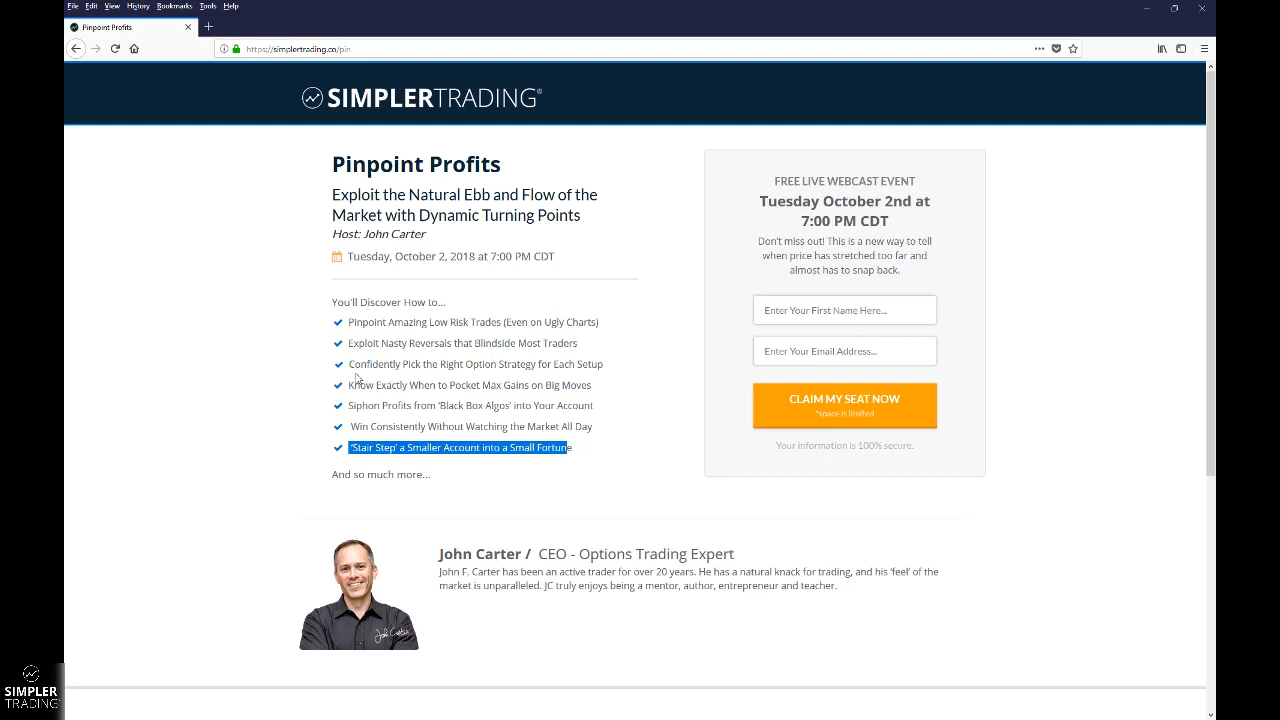 File Edit View History Bookmarks Tools Help
Pinpoint Profits
https://simplertrading.co/pin
SIMPLERTRADING®
Pinpoint Profits
Exploit the Natural Ebb and Flow of the
Market with Dynamic Turning Points
Host: John Carter
Tuesday, October 2, 2018 at 7:00 PM CDT
You'll Discover How to...
Pinpoint Amazing Low Risk Trades (Even on Ugly Charts)
Exploit Nasty Reversals that Blindside Most Traders
Confidently Pick the Right Option Strategy for Each Setup
Know Exactly When to Pocket Max Gains on Big Moves
Siphon Profits from ‘Black Box Algos’ into Your Account
Win Consistently Without Watching the Market All Day
‘Stair Step’ a Smaller Account into a Small Fortune
And so much more...
FREE LIVE WEBCAST EVENT
Tuesday October 2nd at
7:00 PM CDT
Don't miss out! This is a new way to tell
when price has stretched too far and
almost has to snap back.
Enter Your First Name Here...
Enter Your Email Address...
CLAIM MY SEAT NOW
*space is limited
Your information is 100% secure.
John Carter / CEO - Options Trading Expert
John F. Carter has been an active trader for over 20 years. He has a natural knack for trading, and his ‘feel’ of the
market is unparalleled. JC truly enjoys being a mentor, author, entrepreneur and teacher.
John Carter
SIMPLER
TRADING